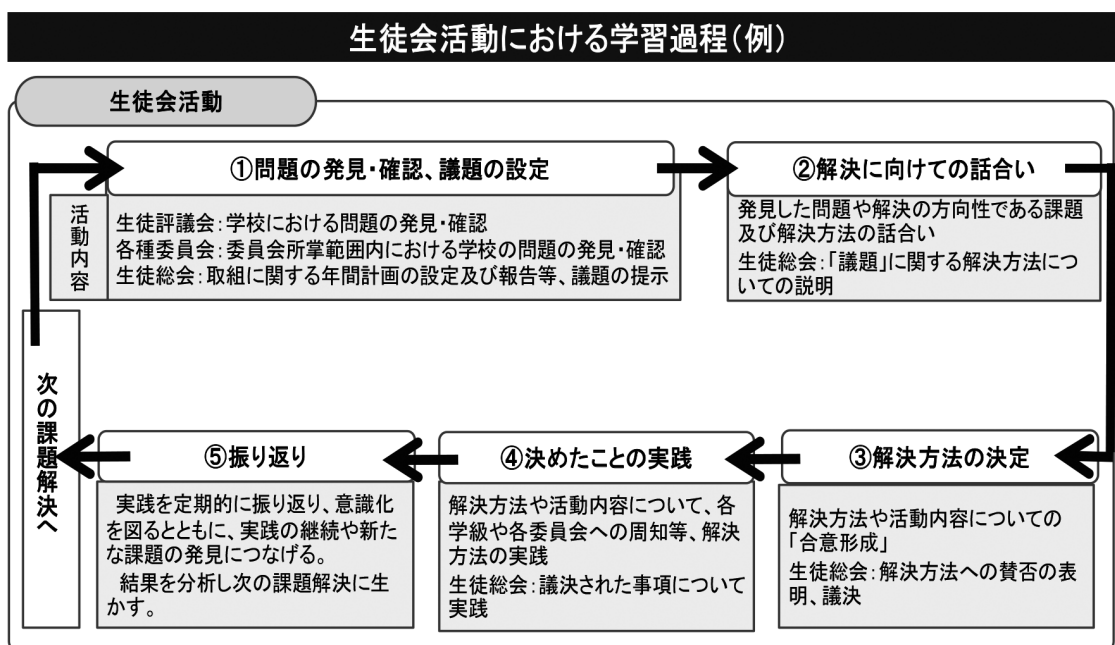 生徒会活動における学習過程(例)
生徒会活動
①問題の発見・確認、議題の設定
活動内容
生徒評議会:学校における問題の発見・確認
各種委員会:委員会所掌範囲内における学校の問題の発見・確認
生徒総会:取組に関する年間計画の設定及び報告等、議題の提示
②解決に向けての話合い
発見した問題や解決の方向性である課題
及び解決方法の話合い
生徒総会:「議題」に関する解決方法につ
いての説明
③解決方法の決定
解決方法や活動内容についての
「合意形成」
生徒総会:解決方法への賛否の表
明、議決
④決めたことの実践
解決方法や活動内容について、各
学級や各委員会への周知等、解決
方法の実践
生徒総会:議決された事項について
実践
⑤振り返り
実践を定期的に振り返り、意識化
を図るとともに、実践の継続や新た
な課題の発見につなげる。
結果を分析し次の課題解決に生
かす。
次の課題解決へ